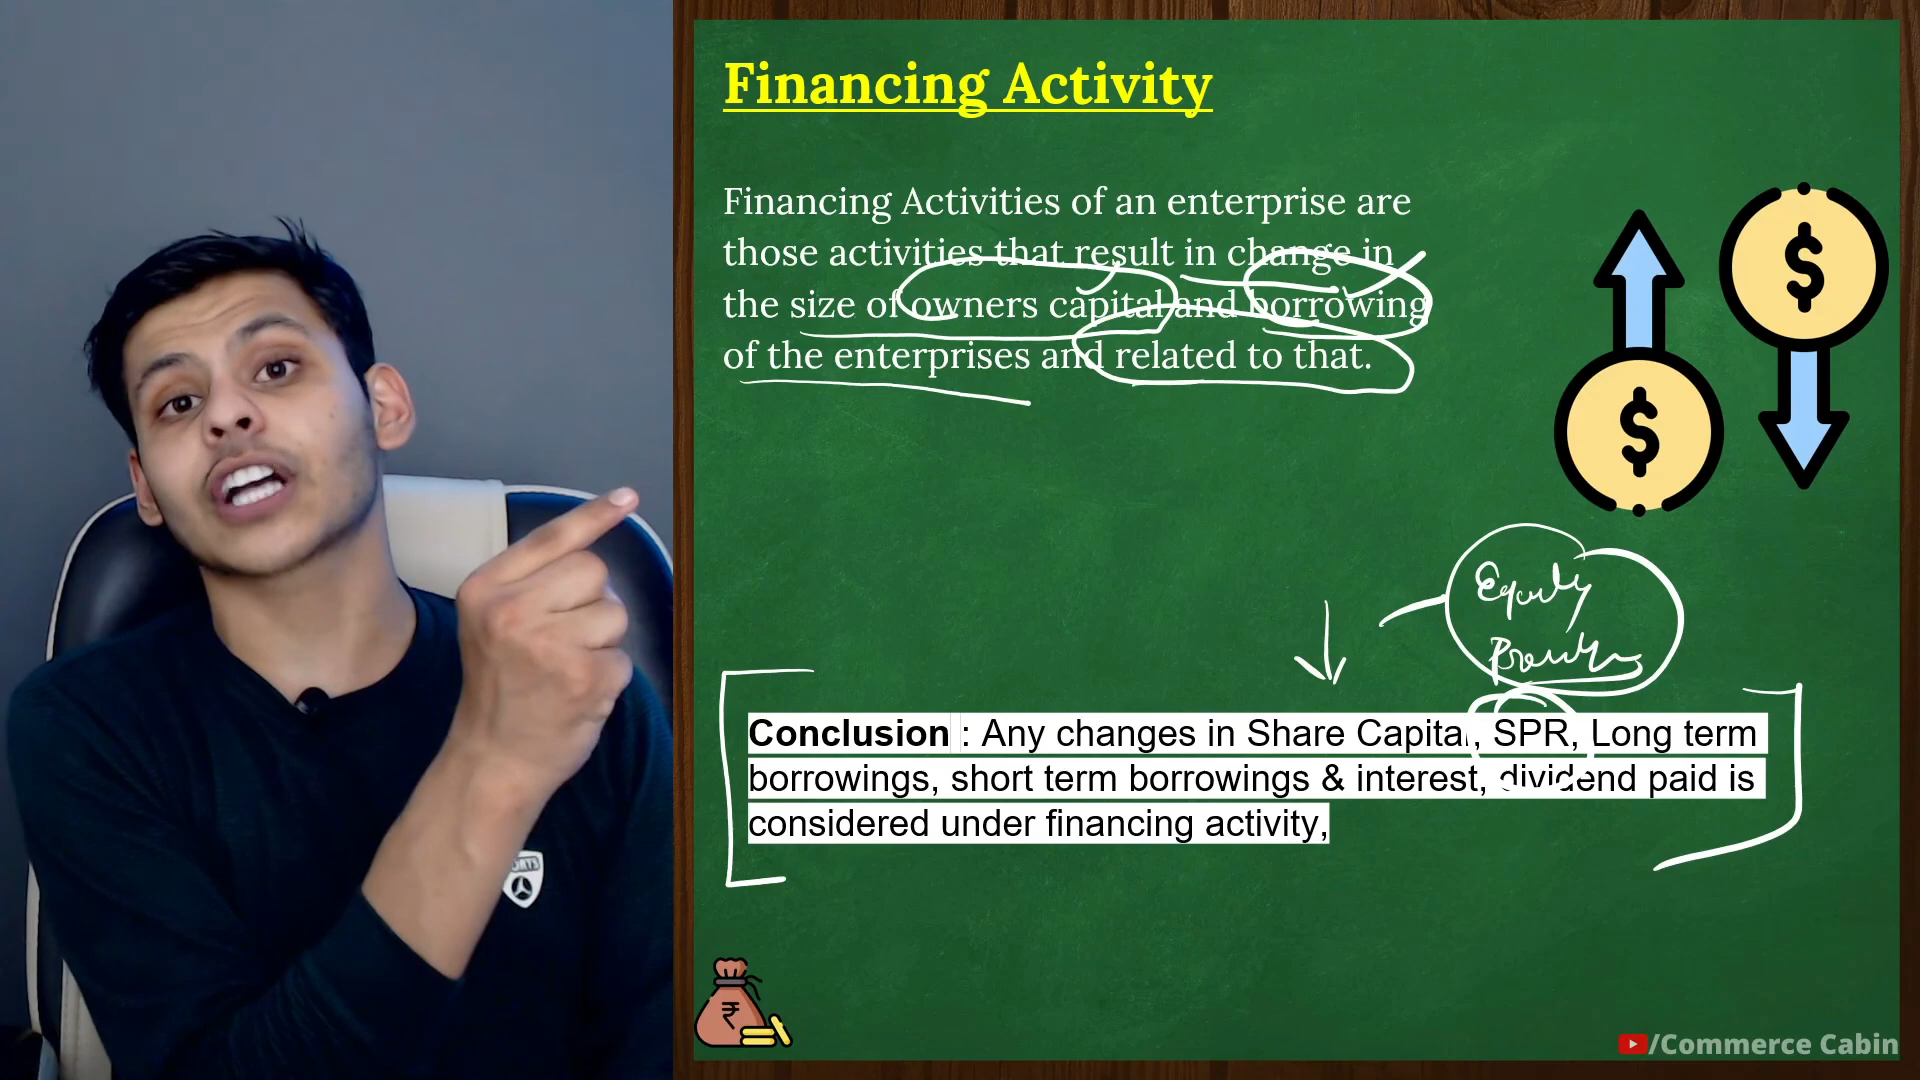 Financing Activity
Financing Activities of an enterprise are
those activities that result in change in
the size of owners capital and borrowing
of the enterprises and related to that.
Equity
Conclusion : Any changes in Share Capital, SPR, Long term
borrowings, short term borrowings & interest, dividend paid is
considered under financing activity,
/Commerce Cabin